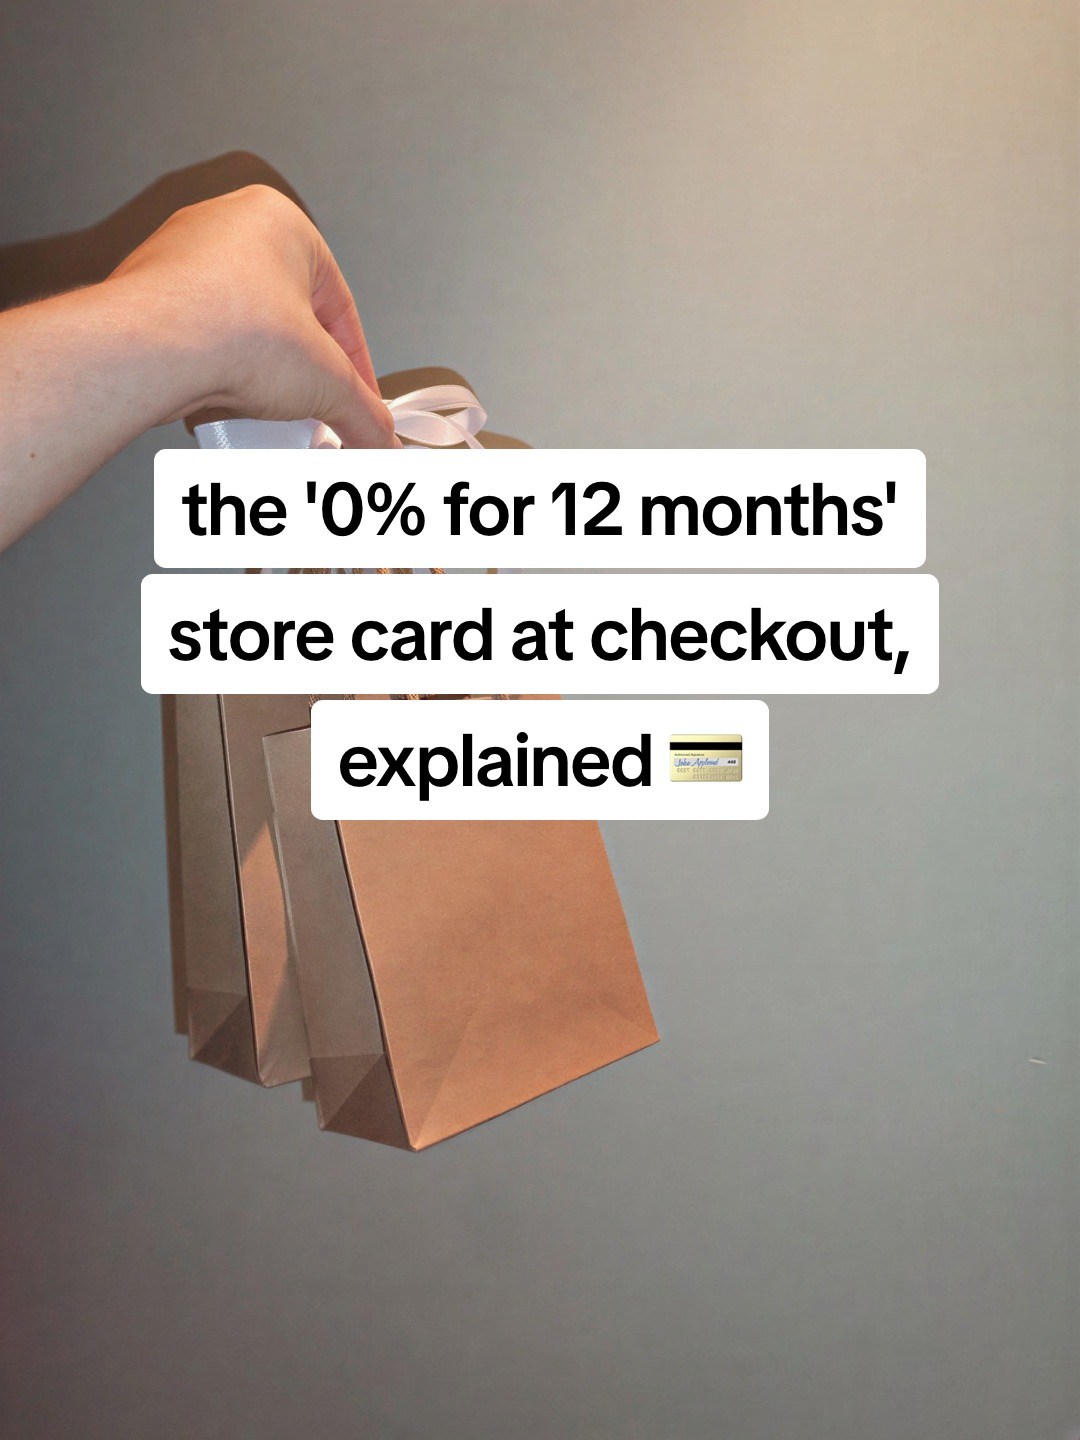 the '0% for 12 months'
store card at checkout,
explained 💳